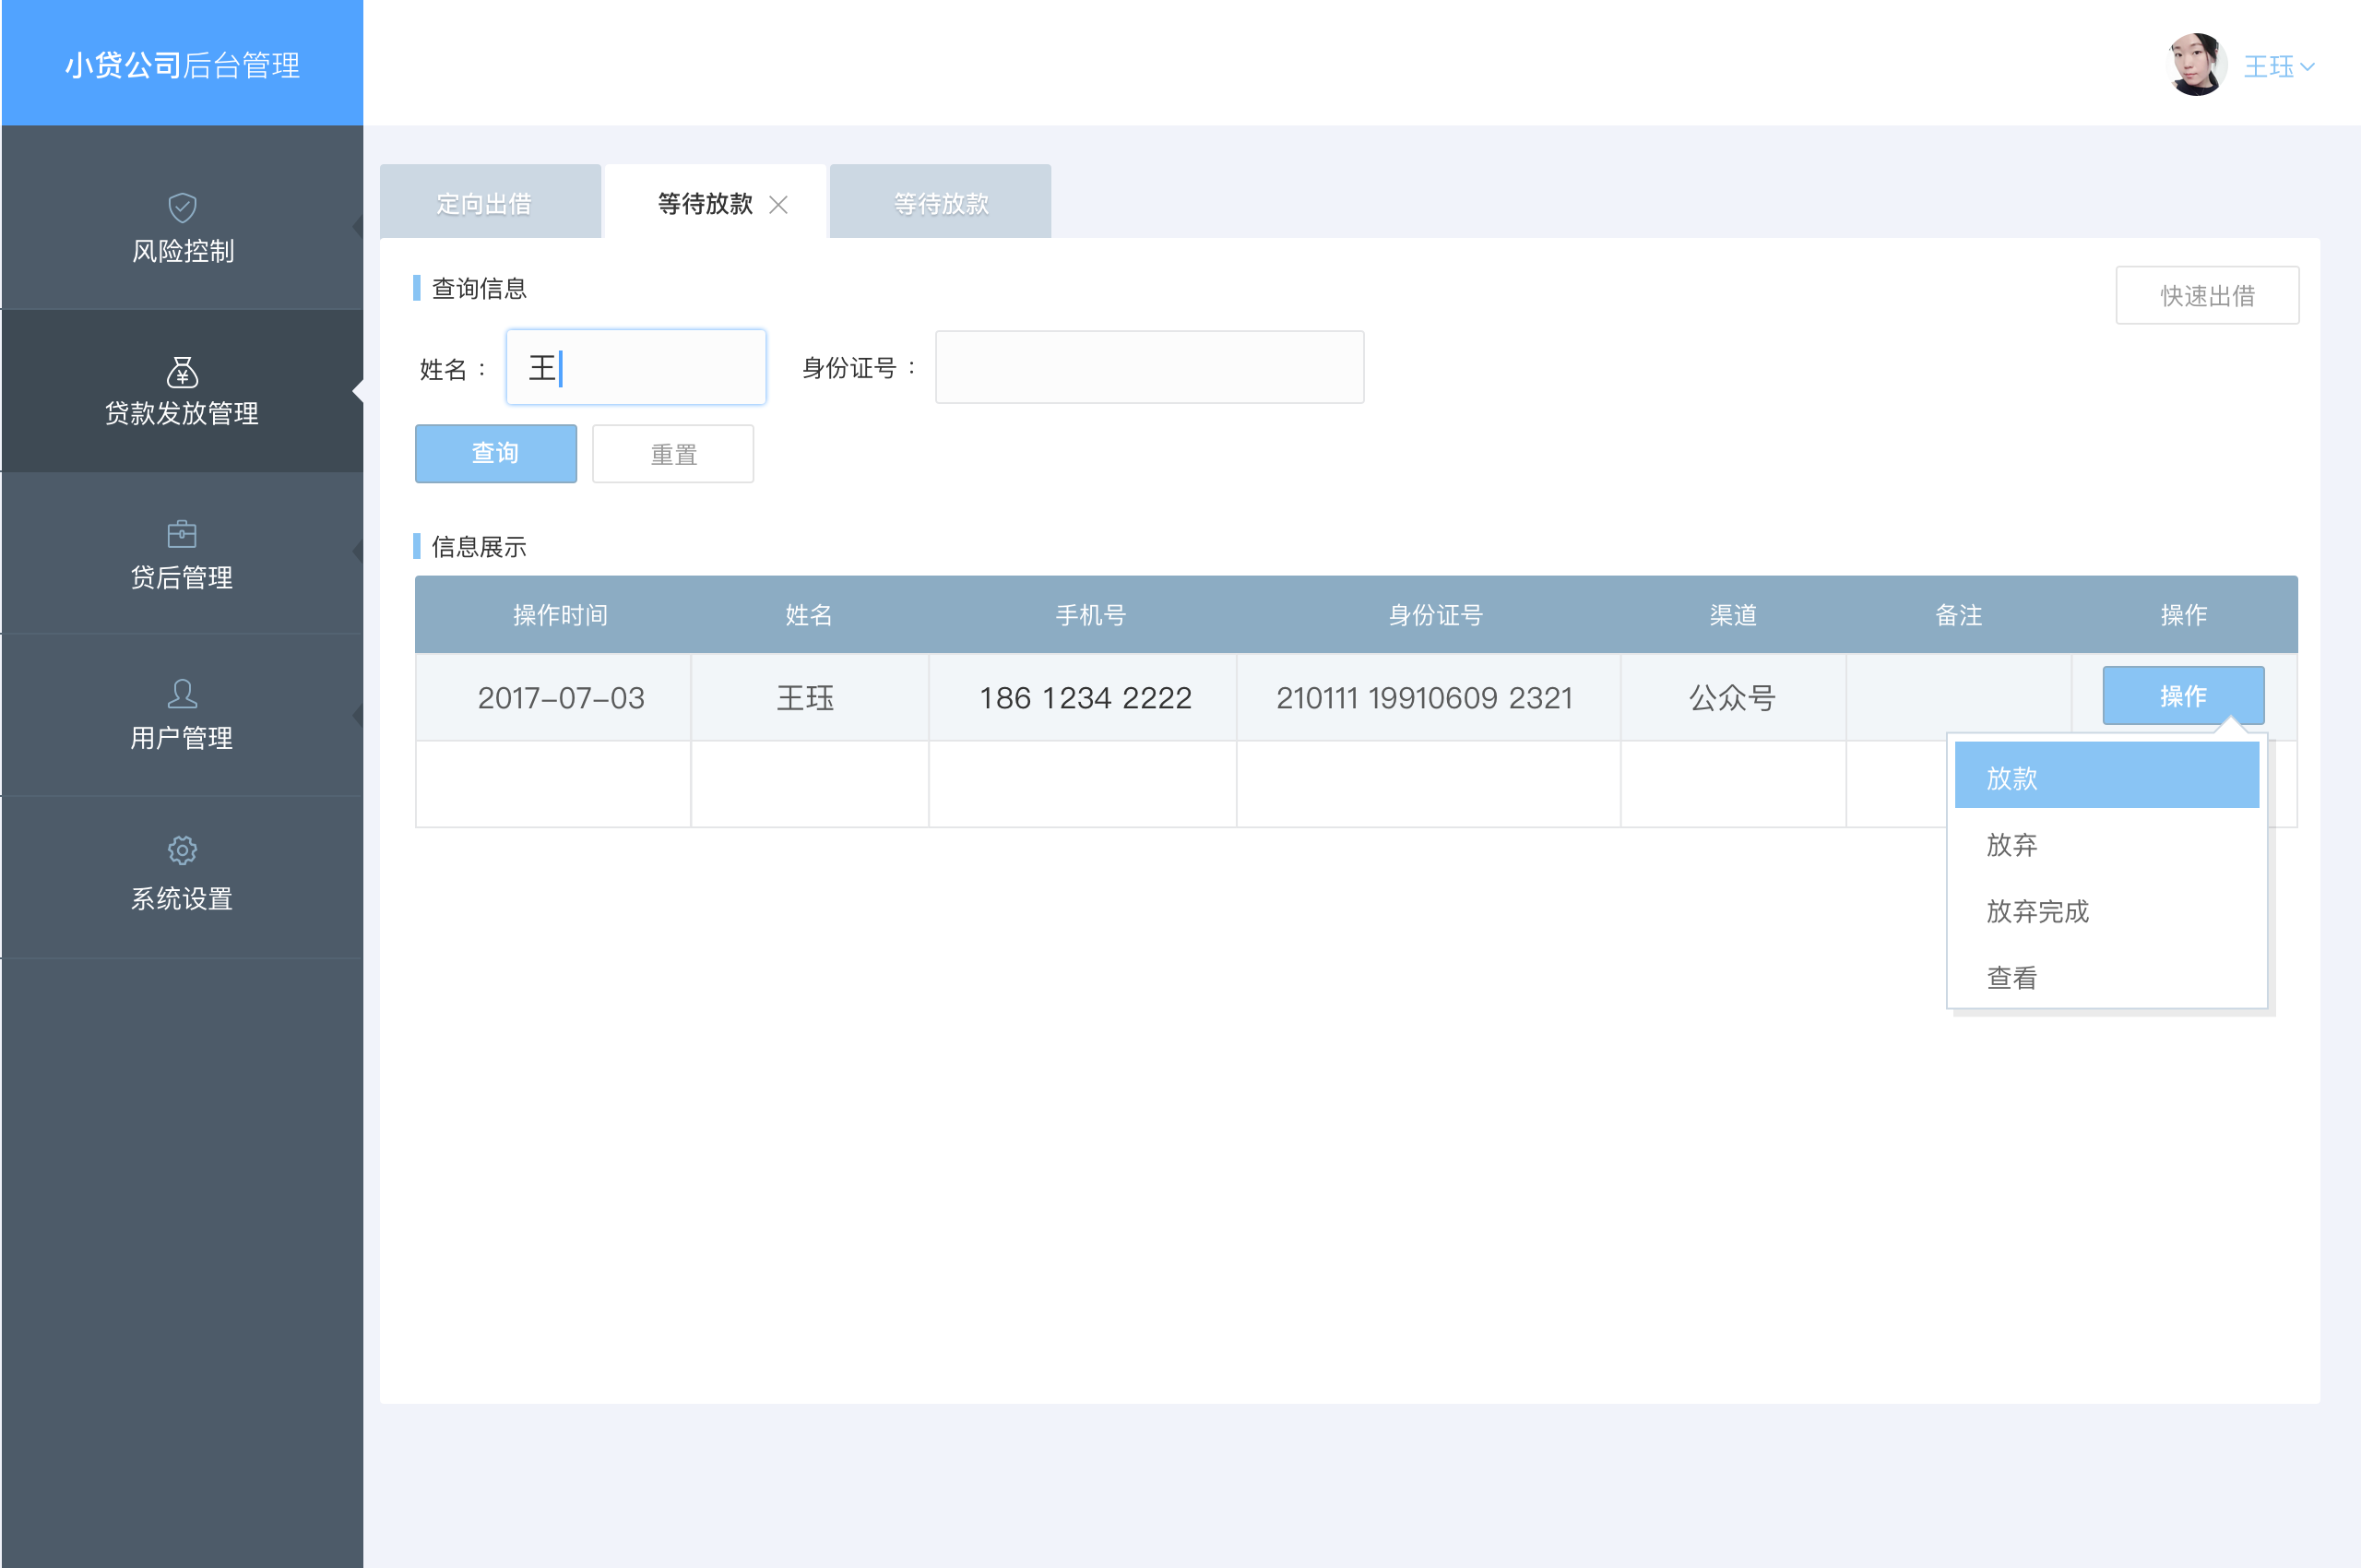 小贷公司后台管理
王珏
风险控制
贷款发放管理
贷后管理
用户管理
系统设置
定向出借 等待放款 等待放款
查询信息
快速出借
姓名： 王 身份证号：
查询 重置
信息展示
操作时间 姓名 手机号 身份证号 渠道 备注 操作
2017-07-03 王珏 186 1234 2222 210111 19910609 2321 公众号 操作
放款
放弃
放弃完成
查看